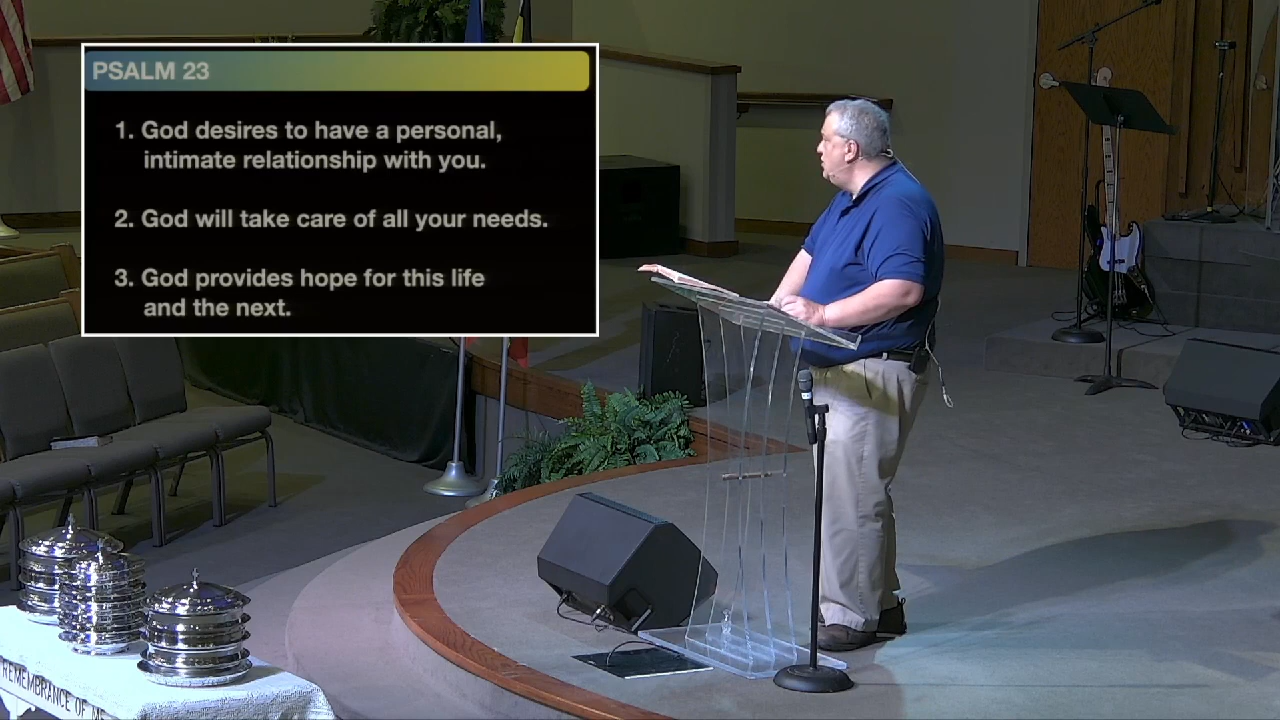 PSALM 23
1. God desires to have a personal,
intimate relationship with you.
2. God will take care of all your needs.
3. God provides hope for this life
and the next.
REMEMBRANCE OF ME